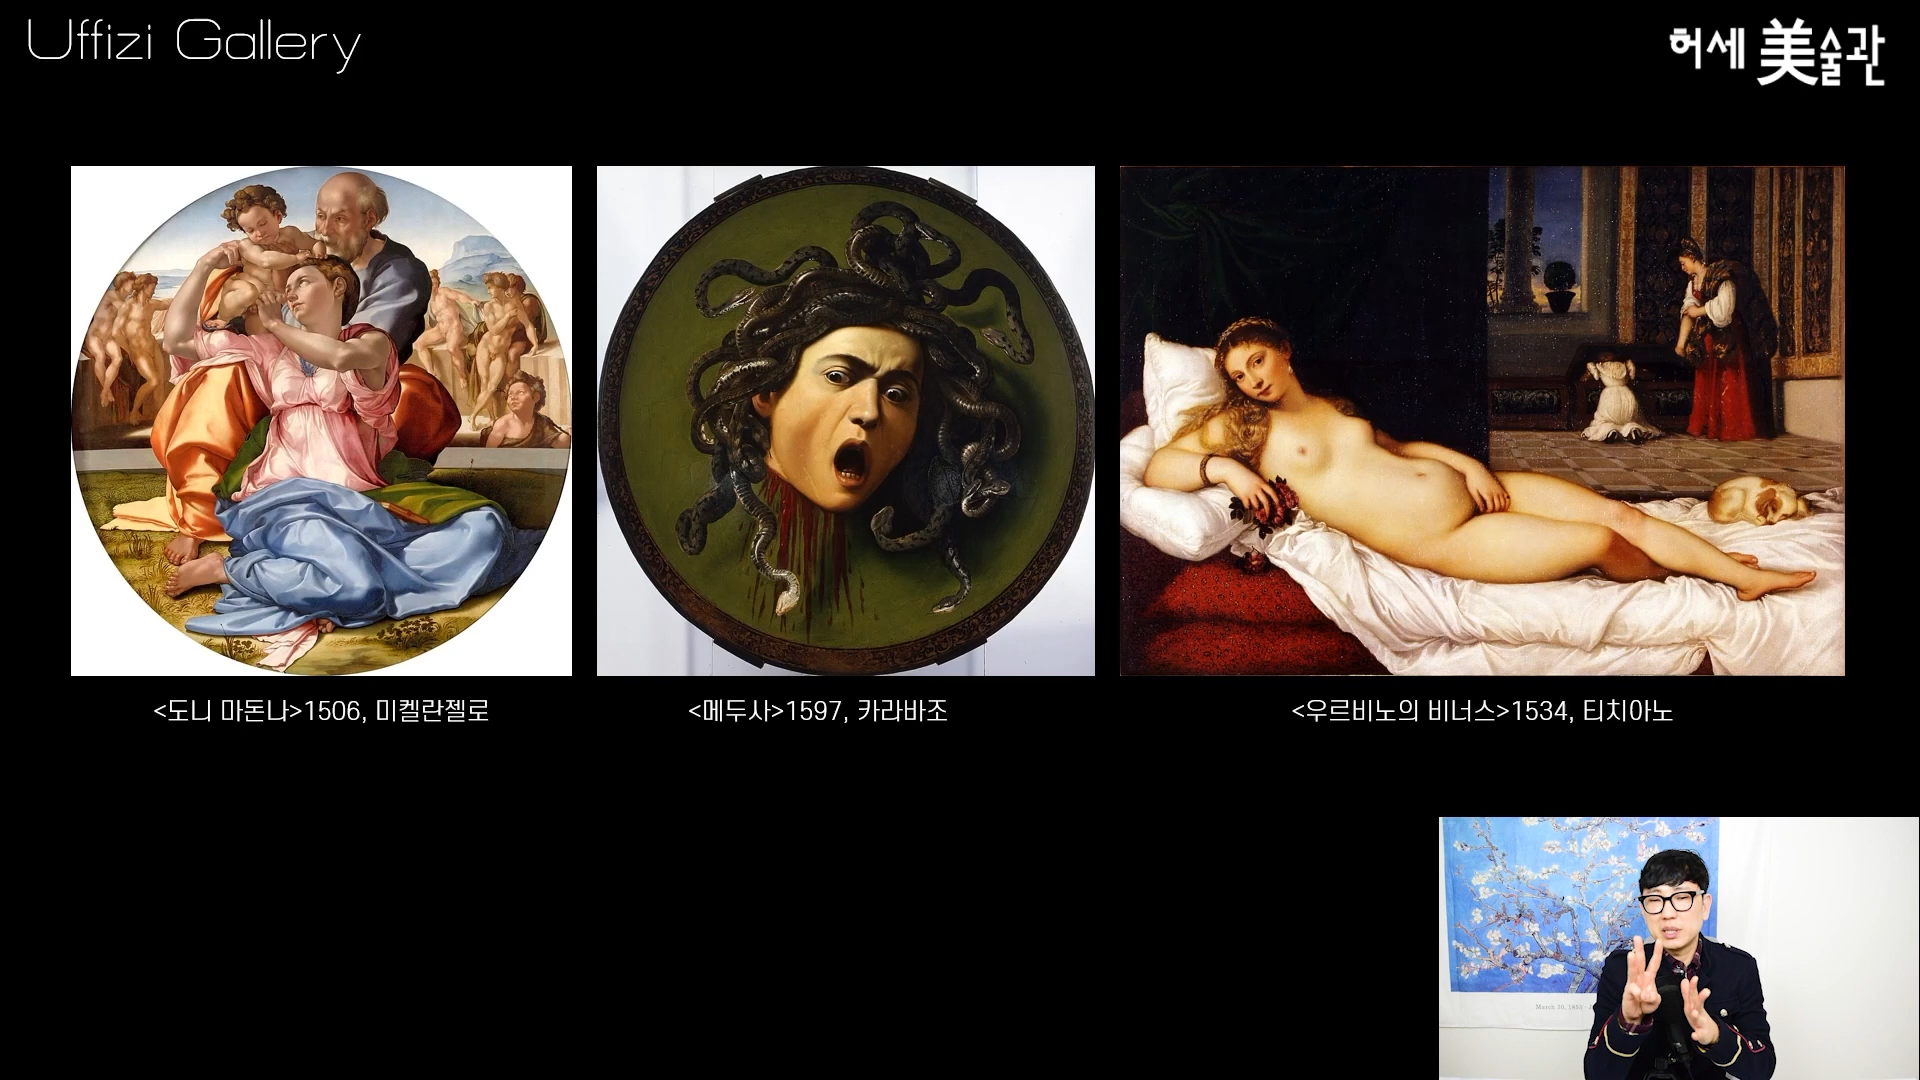 Uffizi Gallery
허세 美술관
<도니 마돈나>1506, 미켈란젤로
<메두사>1597, 카라바조
<우르비노의 비너스>1534, 티치아노